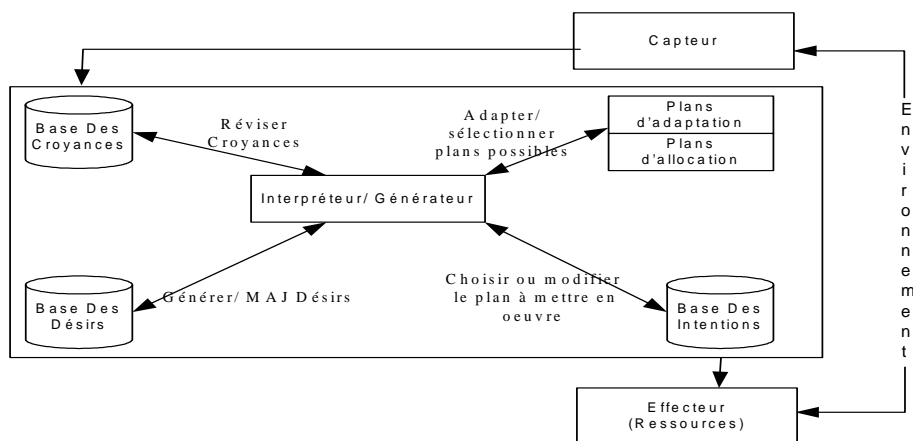 Capteur
Base Des
Croyances
Réviser
Croyances
Adapter/
sélectionner
plans possibles
Plans
d'adaptation
Plans
d'allocation
Interpréteur/ Générateur
Générer/ MAJ Désirs
Choisir ou modifier
le plan à mettre en
oeuvre
Base Des
Désirs
Base Des
Intentions
Effecteur
(Ressources)
Environnement